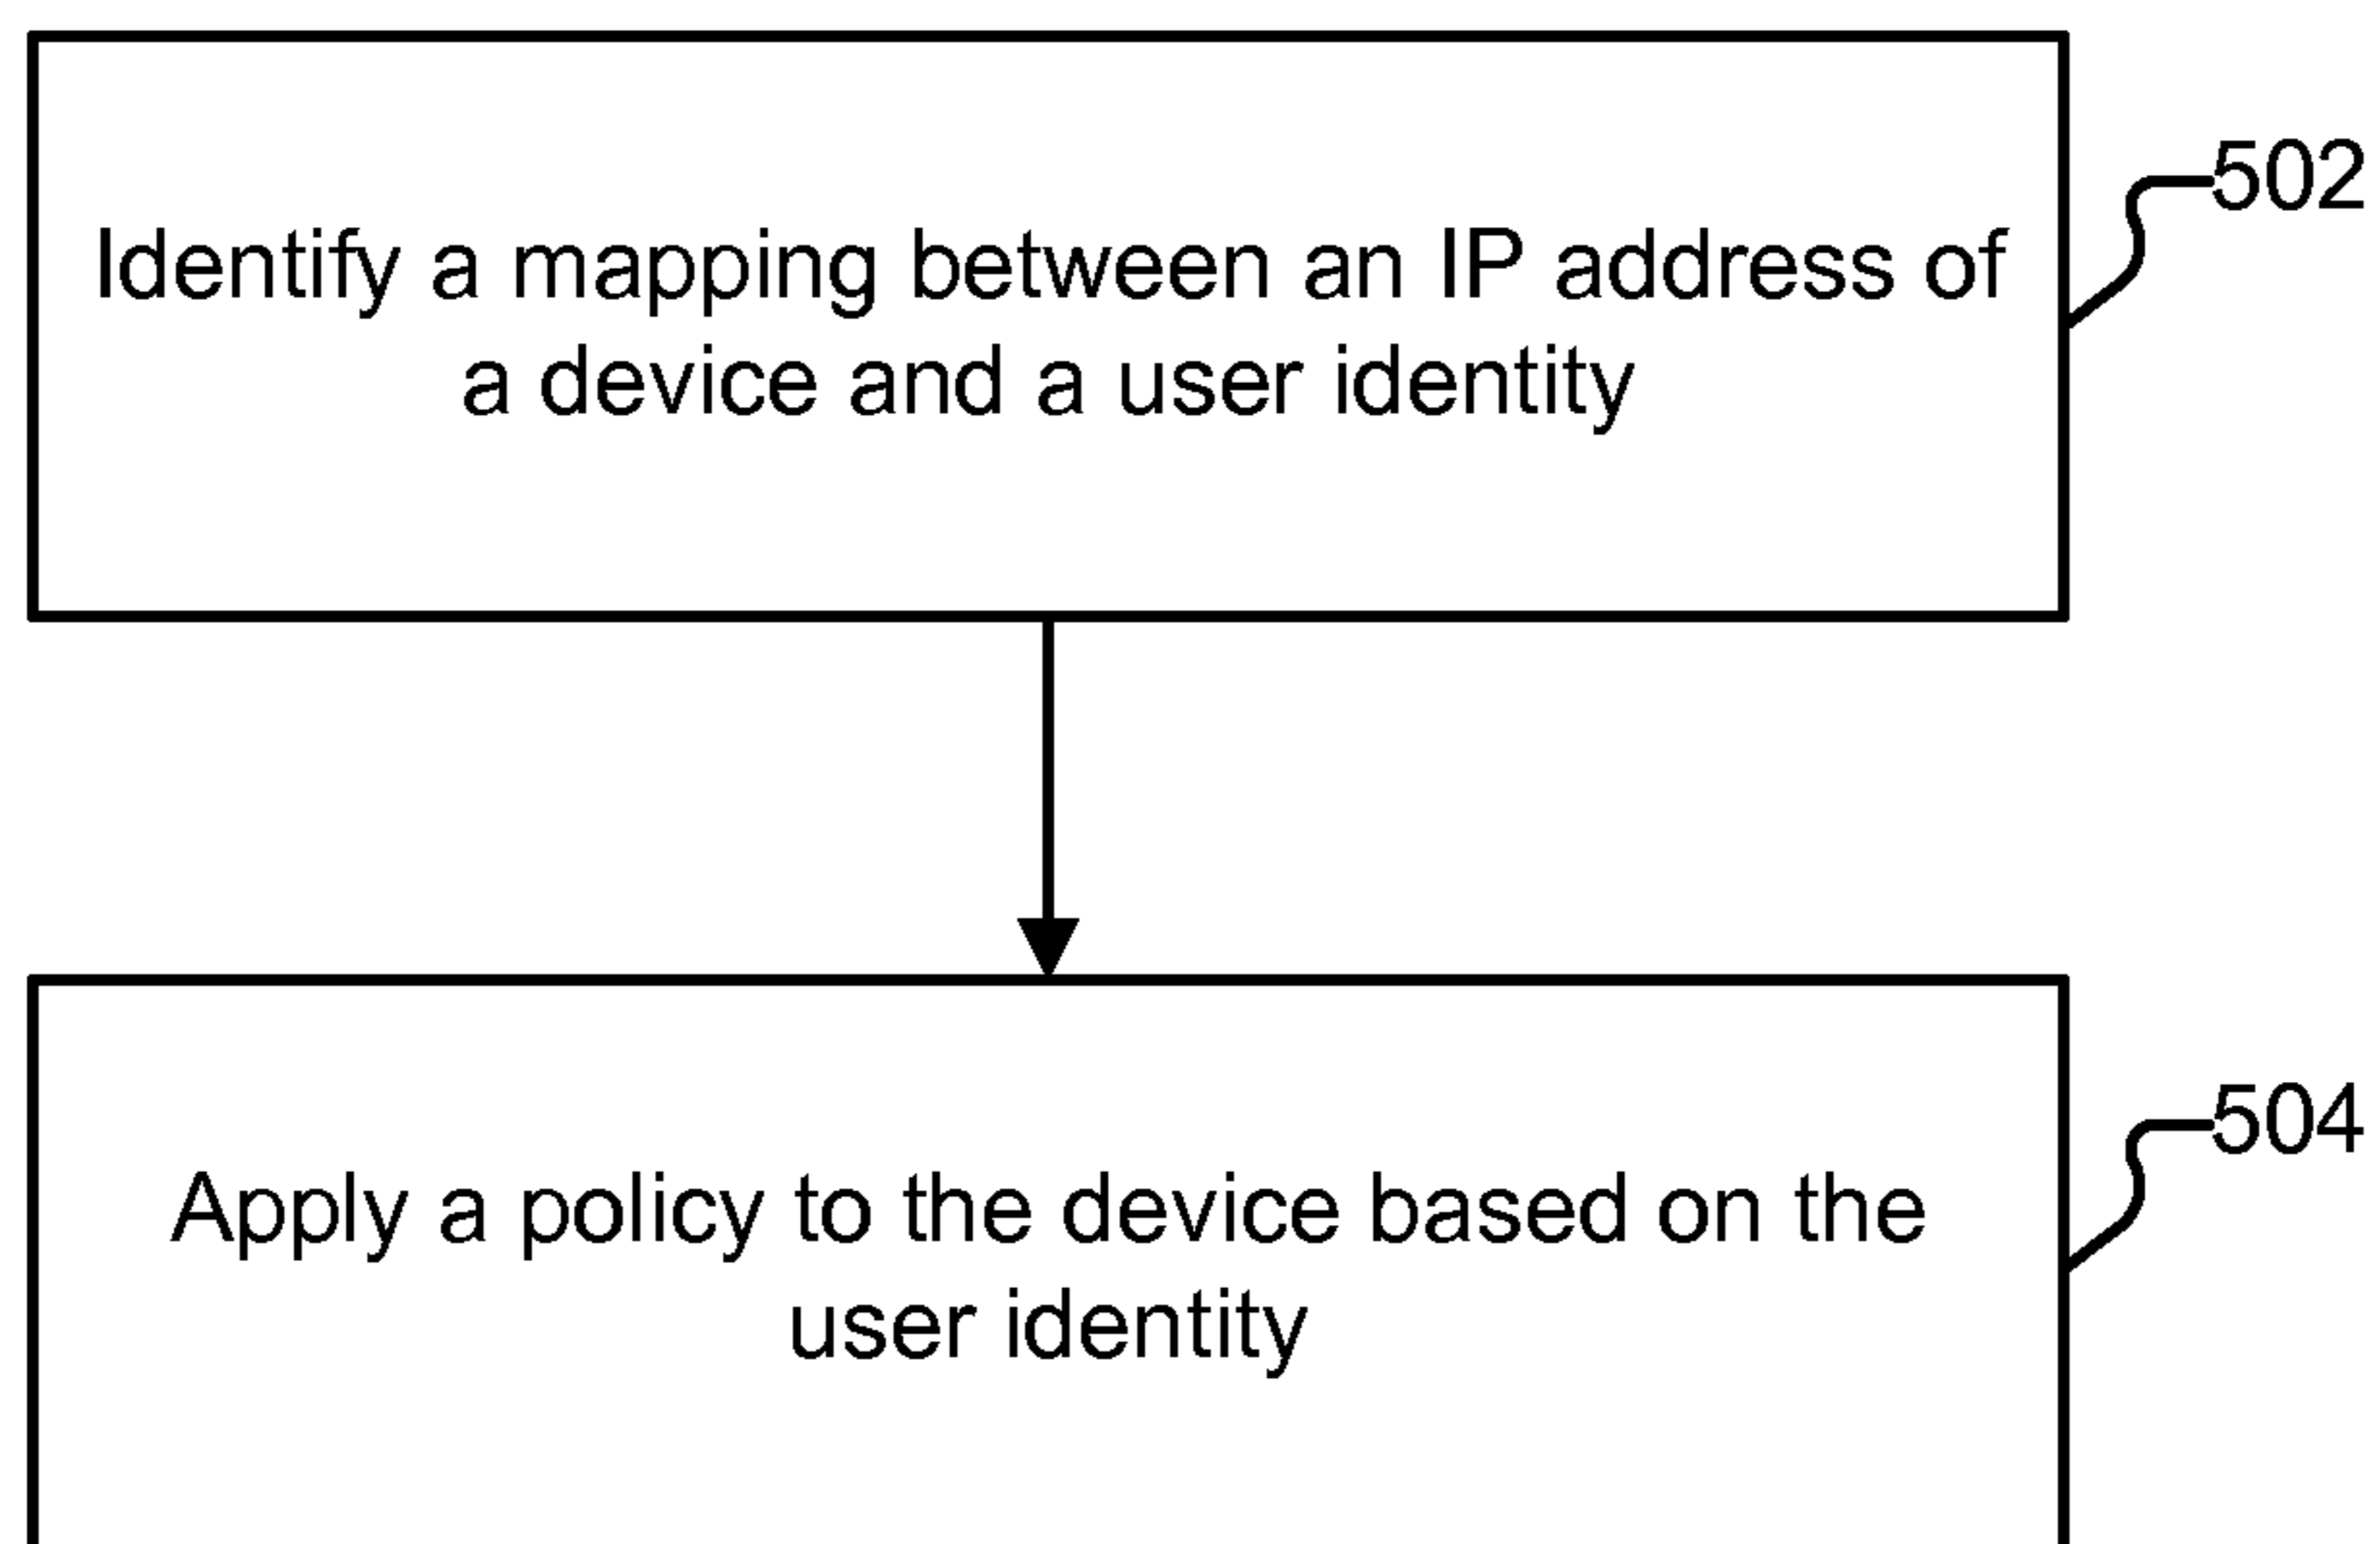 502
Identify a mapping between an IP address of
a device and a user identity
504
Apply a policy to the device based on the
user identity